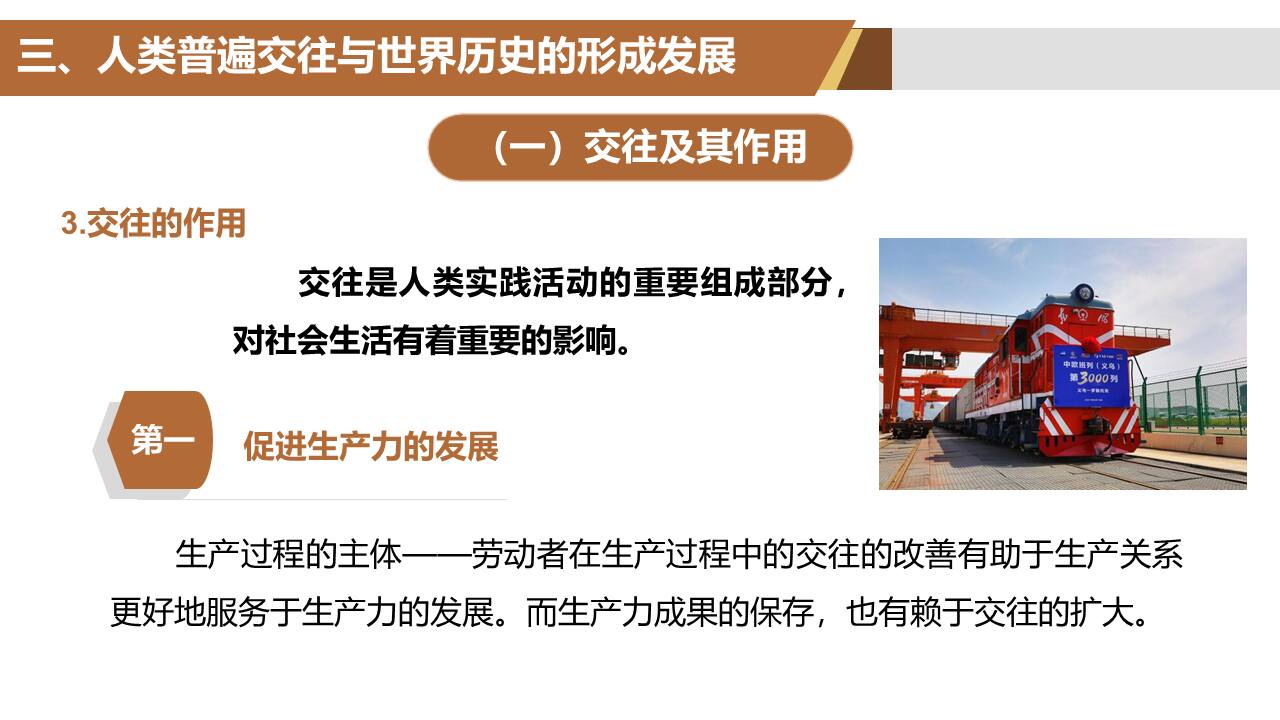 三、人类普遍交往与世界历史的形成发展
（一）交往及其作用
3.交往的作用
交往是人类实践活动的重要组成部分，
对社会生活有着重要的影响。
中欧班列（义乌）
第3000列
第一
促进生产力的发展
生产过程的主体——劳动者在生产过程中的交往的改善有助于生产关系
更好地服务于生产力的发展。而生产力成果的保存，也有赖于交往的扩大。